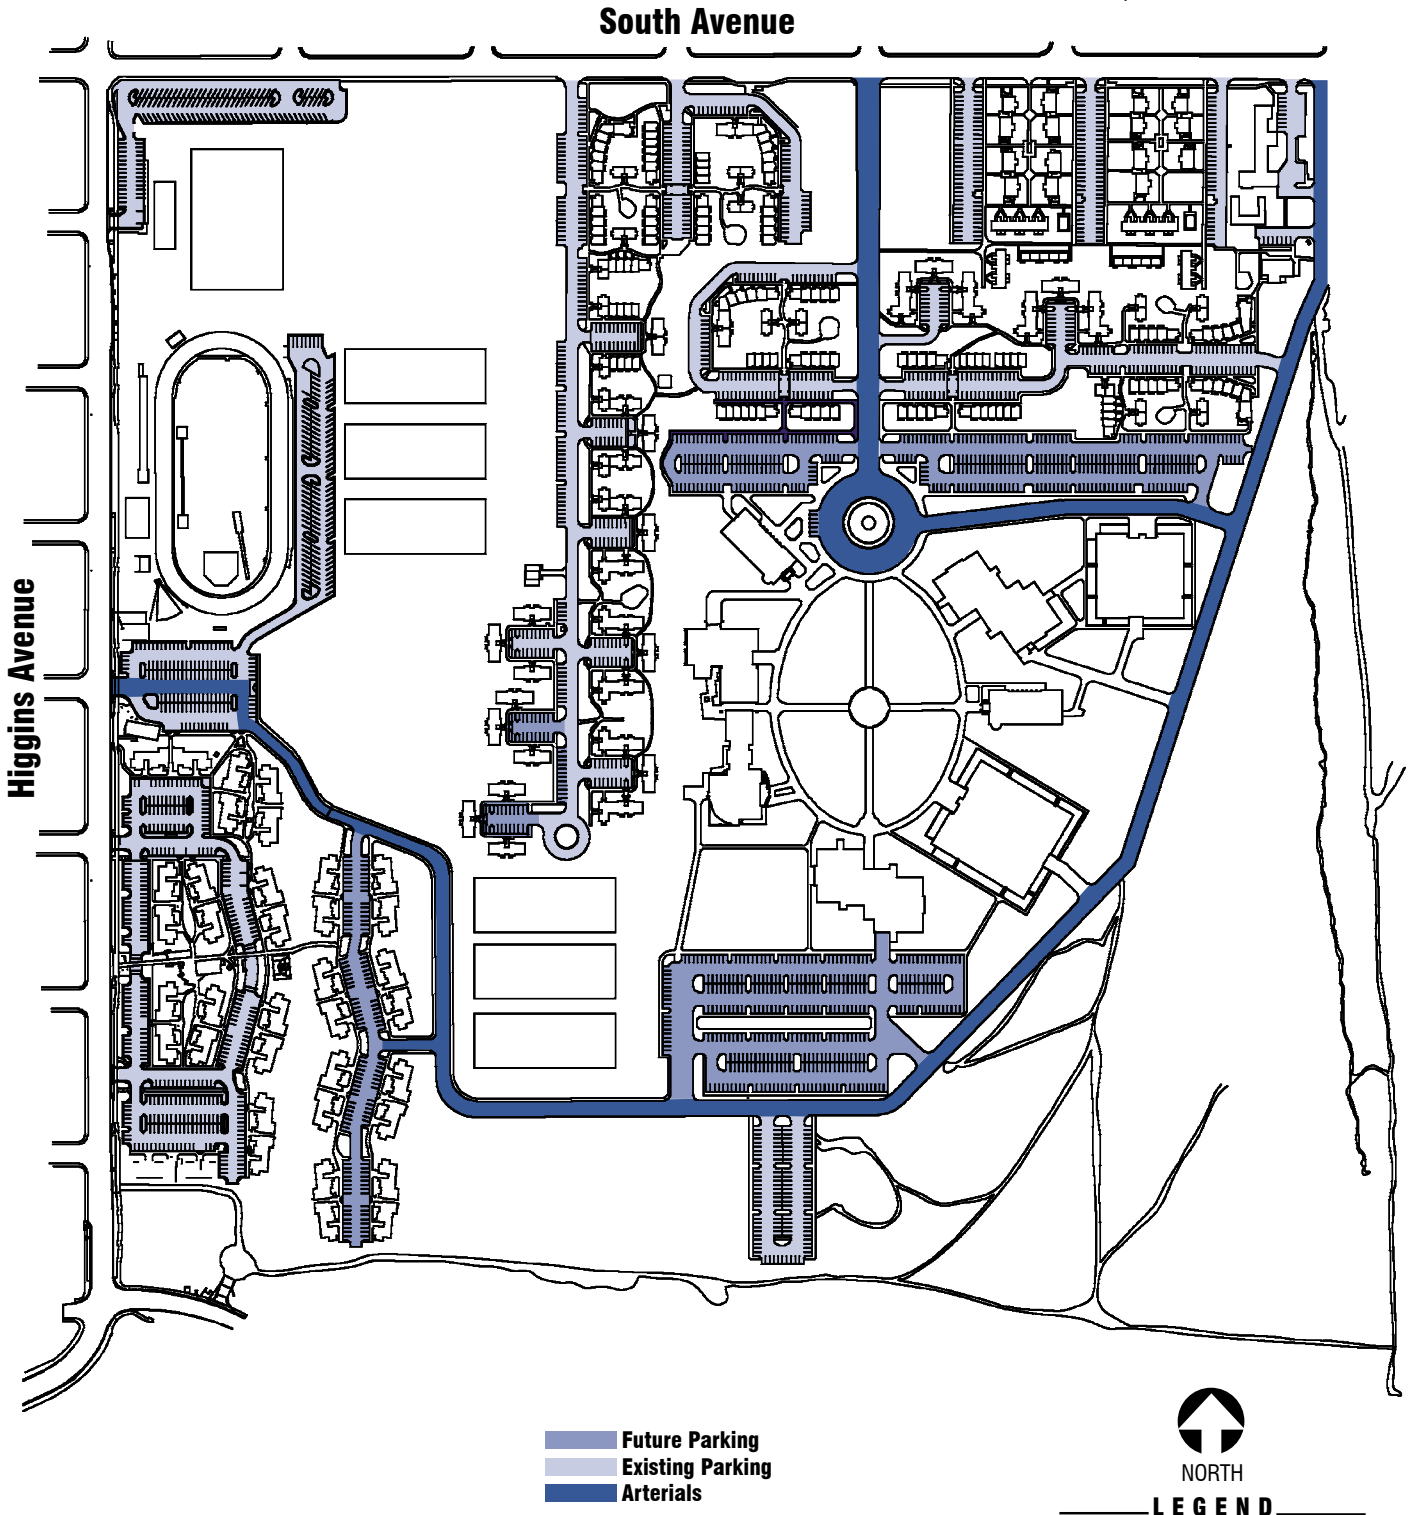 South Avenue
Higgins Avenue
Future Parking
Existing Parking
Arterials
NORTH
LEGEND